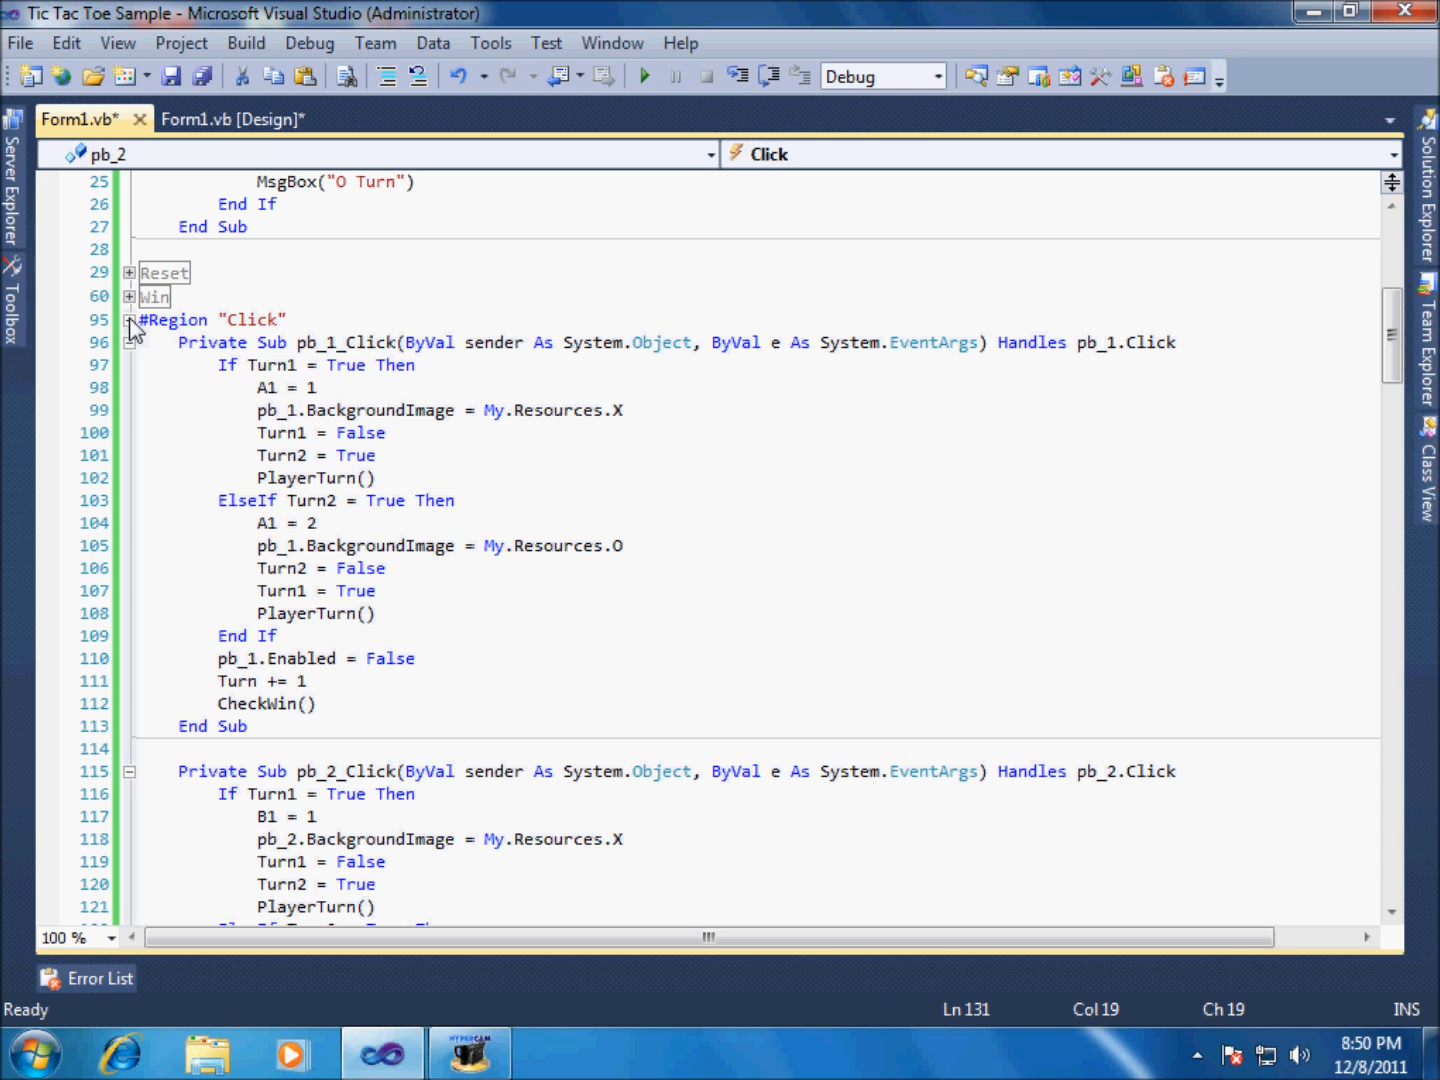 Tic Tac Toe Sample - Microsoft Visual Studio (Administrator)
File Edit View Project Build Debug Team Data Tools Test Window Help
Debug
Form1.vb* Form1.vb [Design]*
pb_2 Click
Server Explorer
Toolbox
Solution Explorer
Team Explorer
Class View
25 MsgBox("O Turn")
26 End If
27 End Sub
28
29 Reset
60 Win
95 #Region "Click"
96 Private Sub pb_1_Click(ByVal sender As System.Object, ByVal e As System.EventArgs) Handles pb_1.Click
97 If Turn1 = True Then
98 A1 = 1
99 pb_1.BackgroundImage = My.Resources.X
100 Turn1 = False
101 Turn2 = True
102 PlayerTurn()
103 ElseIf Turn2 = True Then
104 A1 = 2
105 pb_1.BackgroundImage = My.Resources.O
106 Turn2 = False
107 Turn1 = True
108 PlayerTurn()
109 End If
110 pb_1.Enabled = False
111 Turn += 1
112 CheckWin()
113 End Sub
114
115 Private Sub pb_2_Click(ByVal sender As System.Object, ByVal e As System.EventArgs) Handles pb_2.Click
116 If Turn1 = True Then
117 B1 = 1
118 pb_2.BackgroundImage = My.Resources.X
119 Turn1 = False
120 Turn2 = True
121 PlayerTurn()
100 %
Error List
Ready Ln 131 Col 19 Ch 19 INS
HYPERCAM
8:50 PM
12/8/2011